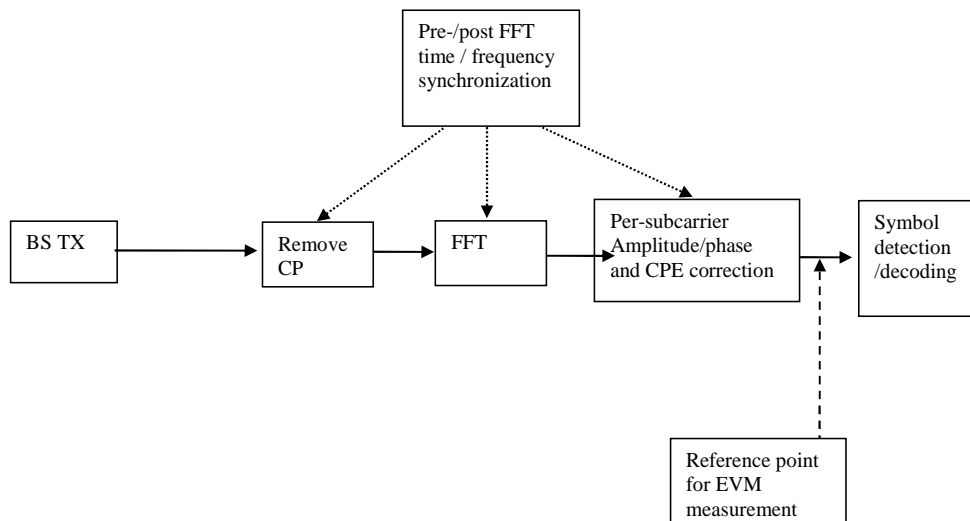 Pre-/post FFT
time / frequency
synchronization
BS TX
Remove
CP
FFT
Per-subcarrier
Amplitude/phase
and CPE correction
Symbol
detection
/decoding
Reference point
for EVM
measurement